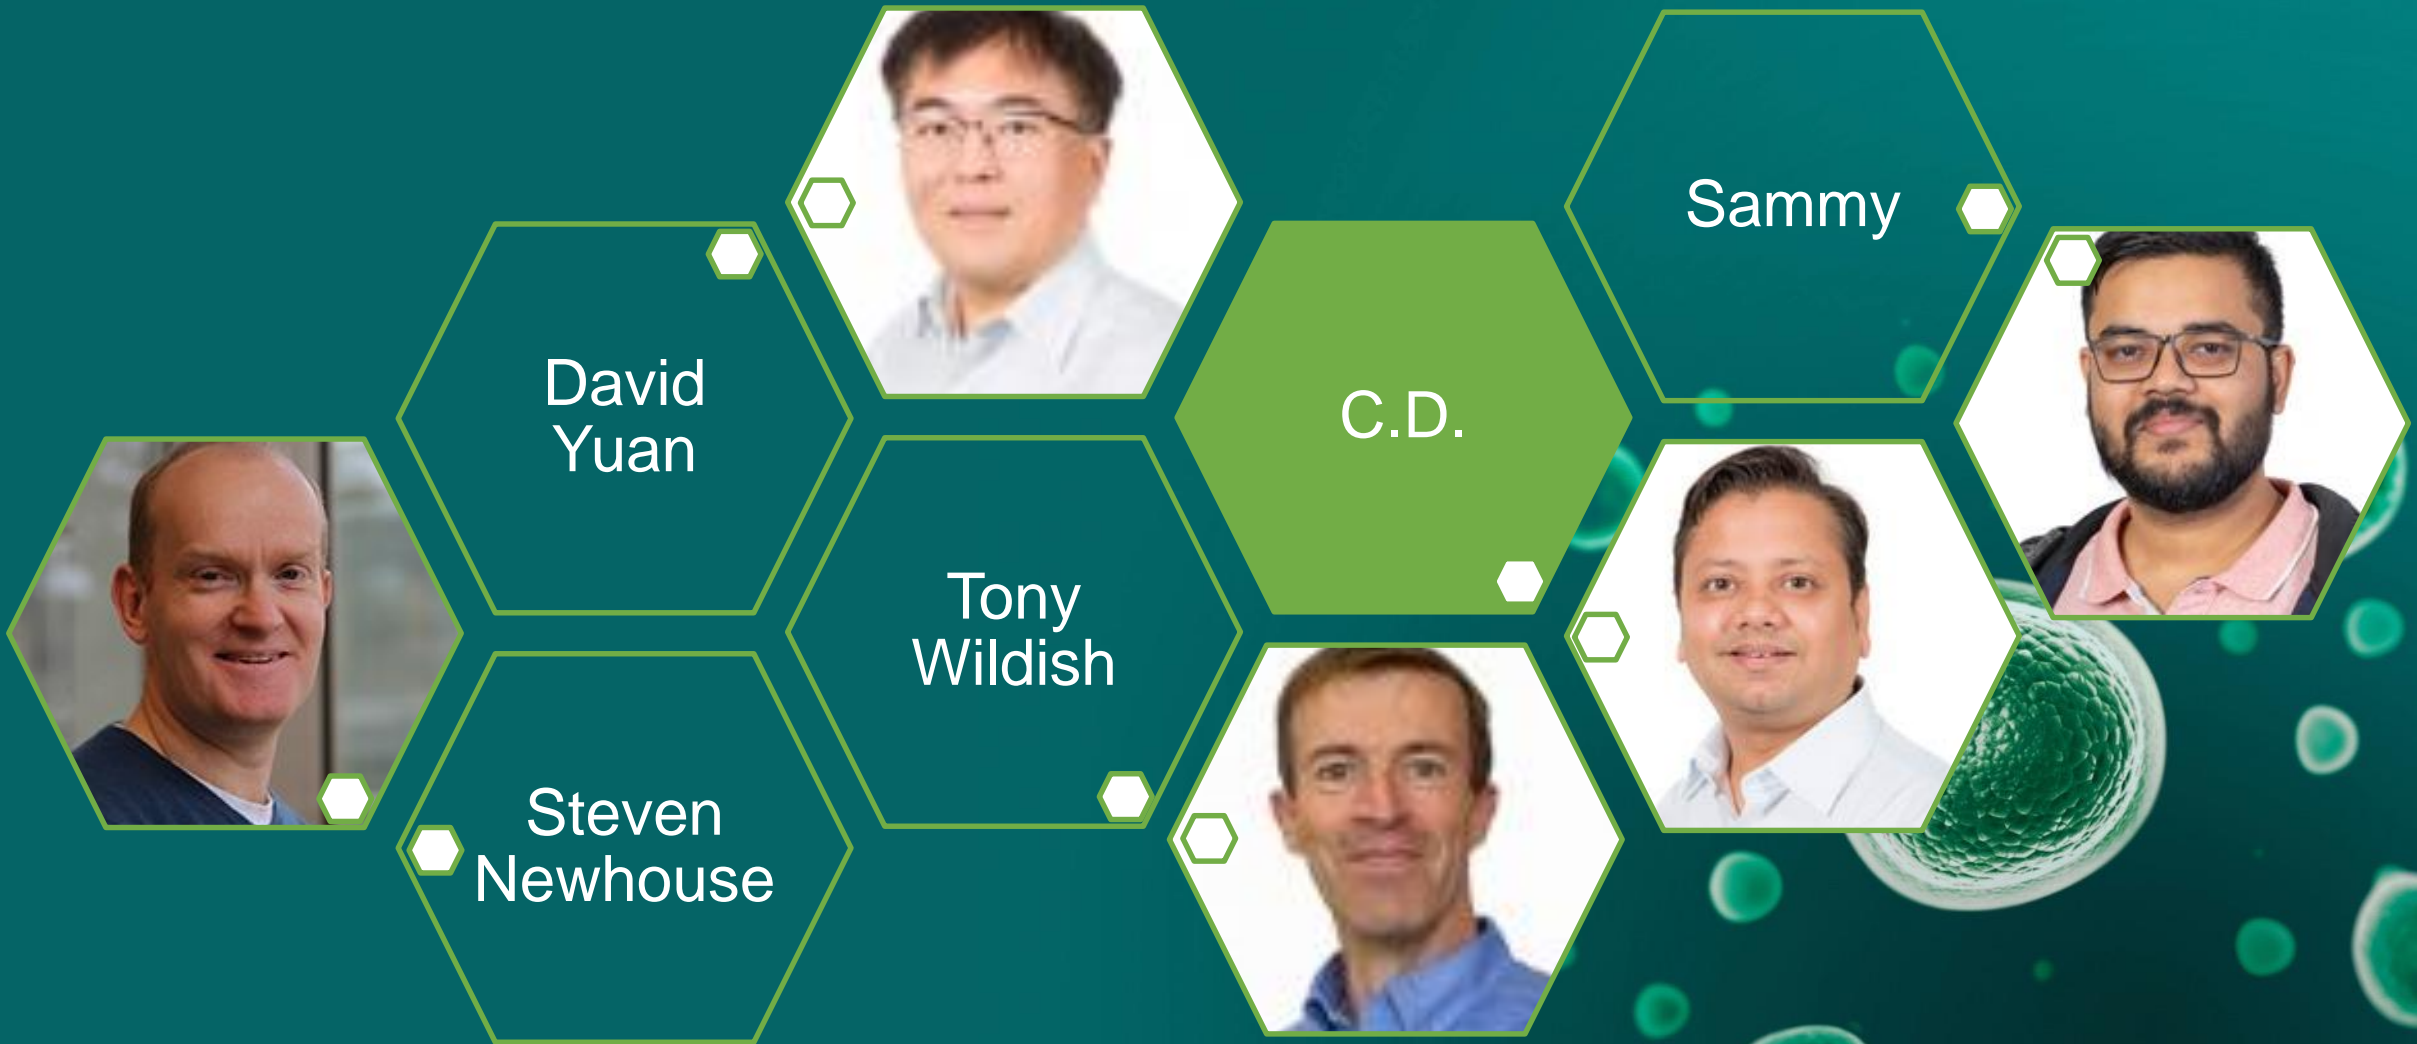 David
Yuan
Steven
Newhouse
Tony
Wildish
C.D.
Sammy